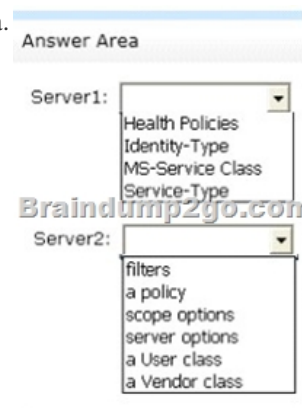 Answer Area
Server1:
Health Policies
Identity-Type
MS-Service Class
Service-Type
Braindump2go.com
Server2:
filters
a policy
scope options
server options
a User class
a Vendor class